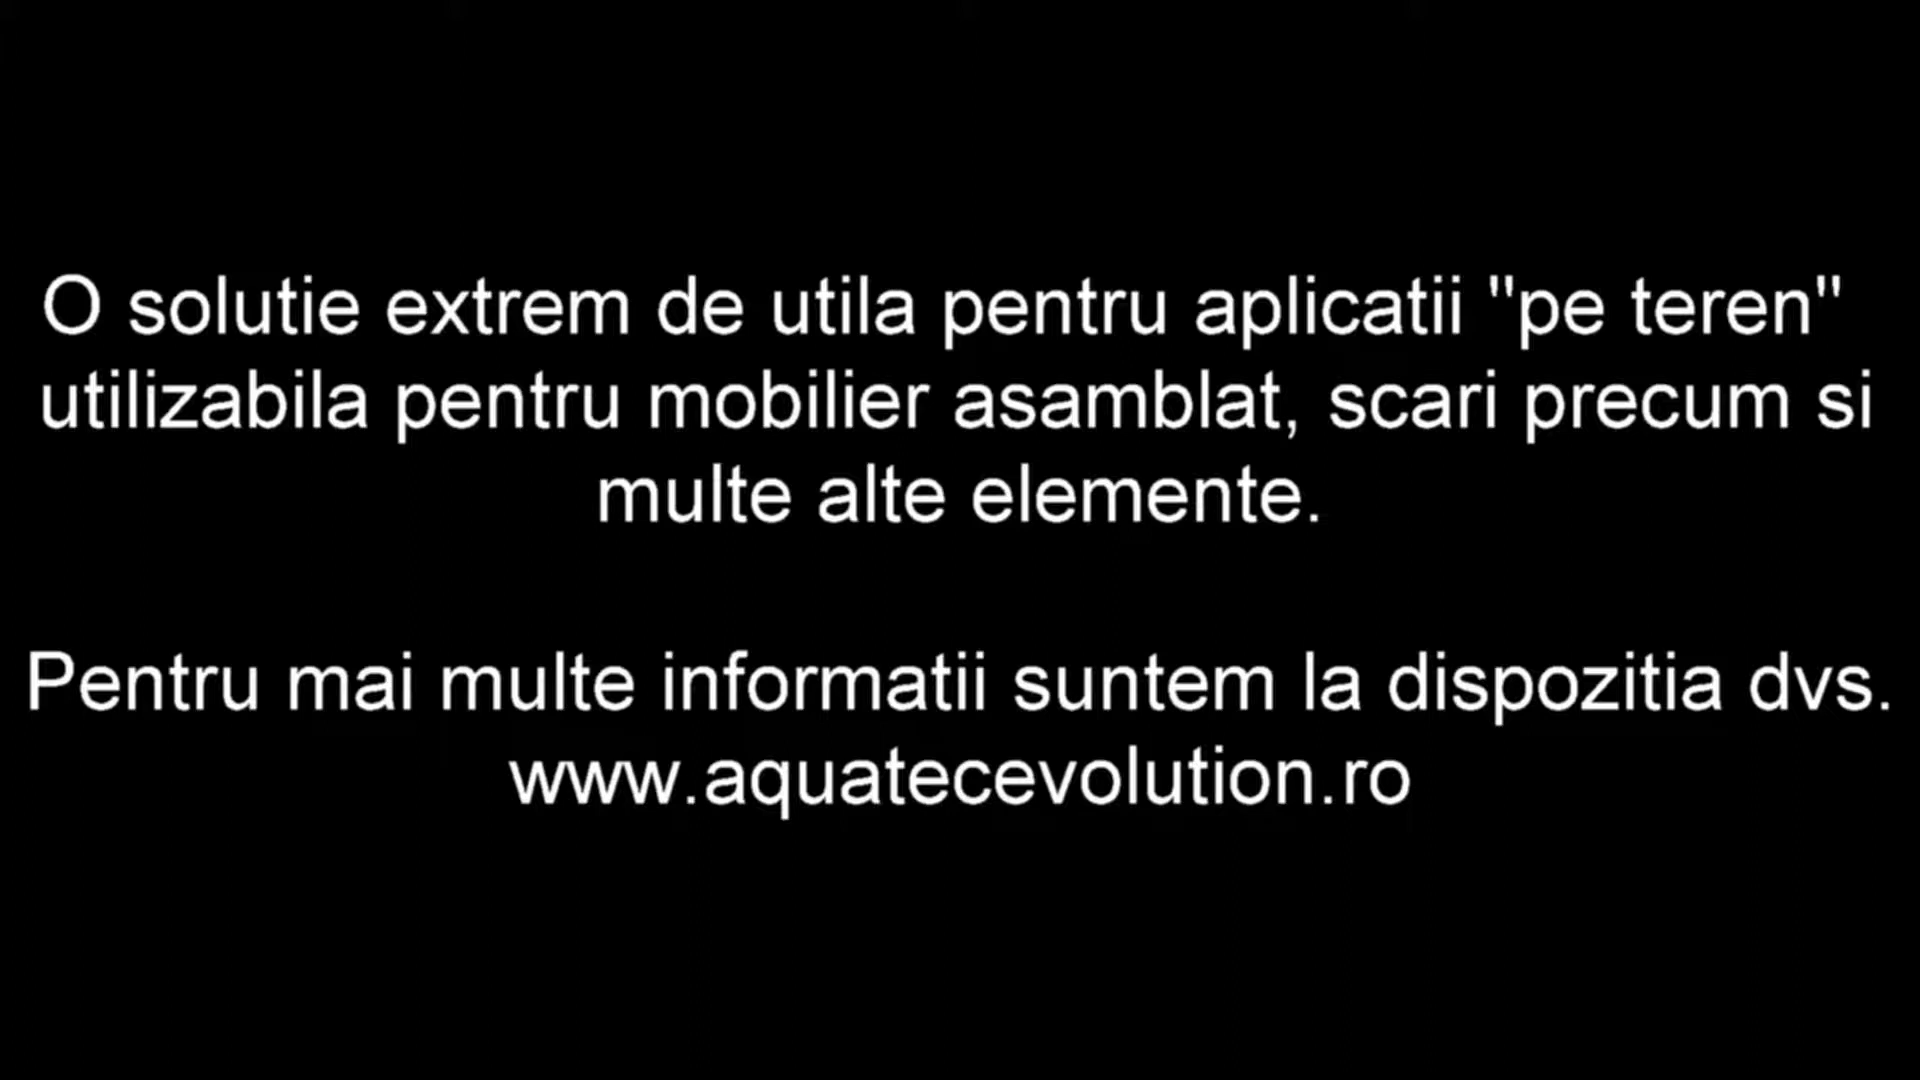 O solutie extrem de utila pentru aplicatii "pe teren"
utilizabila pentru mobilier asamblat, scari precum si
multe alte elemente.
Pentru mai multe informatii suntem la dispozitia dvs.
www.aquatecevolution.ro